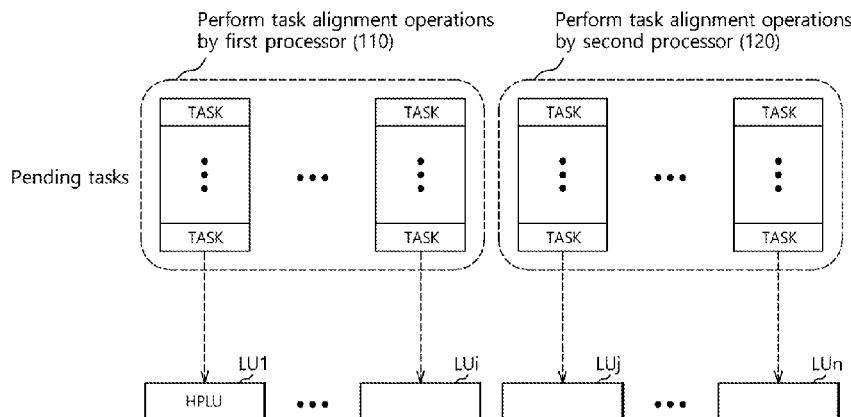 Perform task alignment operations
by first processor (110)
Perform task alignment operations
by second processor (120)
TASK
TASK
TASK
TASK
Pending tasks
TASK
TASK
TASK
TASK
LU1
LUi
LUj
LUn
HPLU